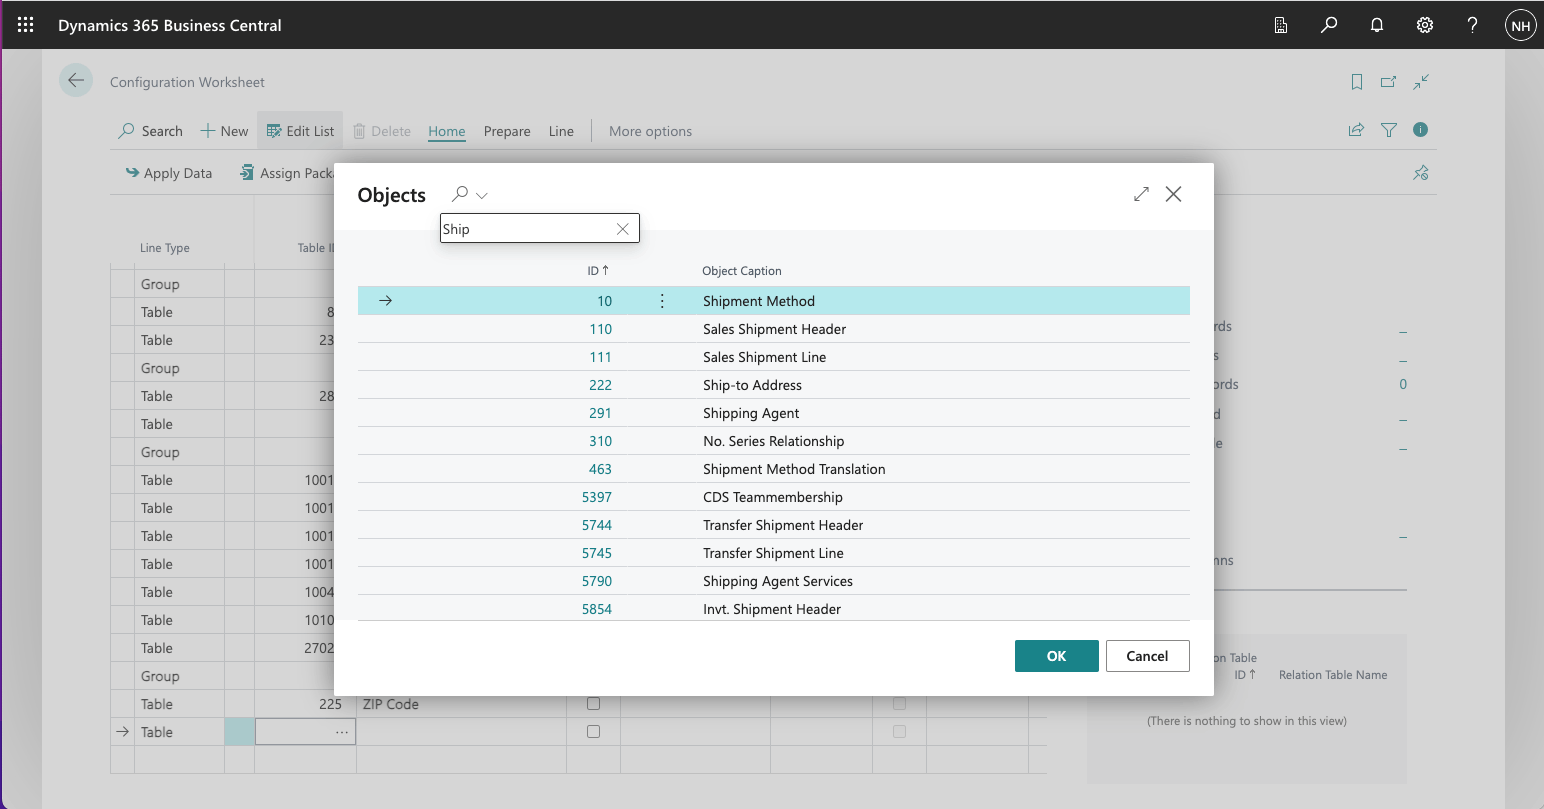 Dynamics 365 Business Central
NH
Configuration Worksheet
Search New Edit List Delete Home Prepare Line More options
Apply Data Assign Pack
Objects
Ship
Line Type Table I
ID Object Caption
10 Shipment Method
110 Sales Shipment Header
111 Sales Shipment Line
222 Ship-to Address
291 Shipping Agent
310 No. Series Relationship
463 Shipment Method Translation
5397 CDS Teammembership
5744 Transfer Shipment Header
5745 Transfer Shipment Line
5790 Shipping Agent Services
5854 Invt. Shipment Header
OK Cancel
Group
Table 8
Table 23
Group
Table 28
Table
Group
Table 1001
Table 1001
Table 1001
Table 1001
Table 1004
Table 1010
Table 2702
Group
Table 225 ZIP Code
Table ...
rds _
s _
ords 0
d _
le _
_
mns
on Table
ID Relation Table Name
(There is nothing to show in this view)